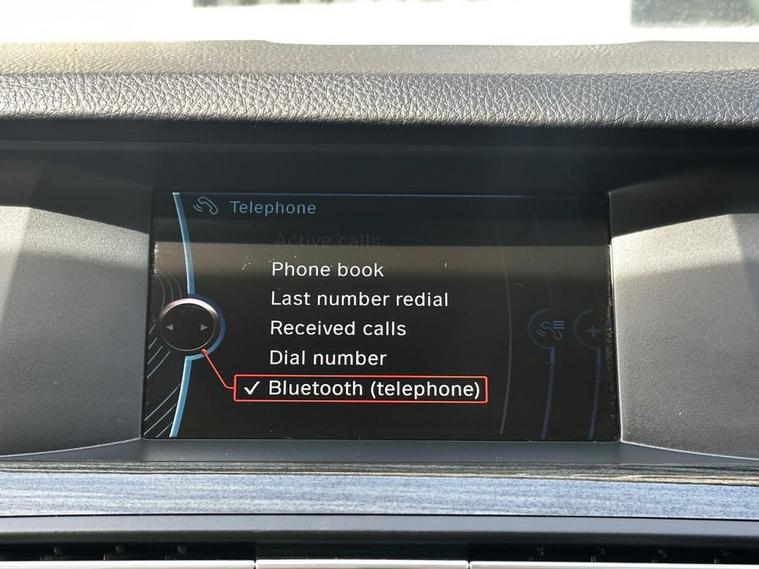 Telephone
Active calls
Phone book
Last number redial
Received calls
Dial number
✓ Bluetooth (telephone)